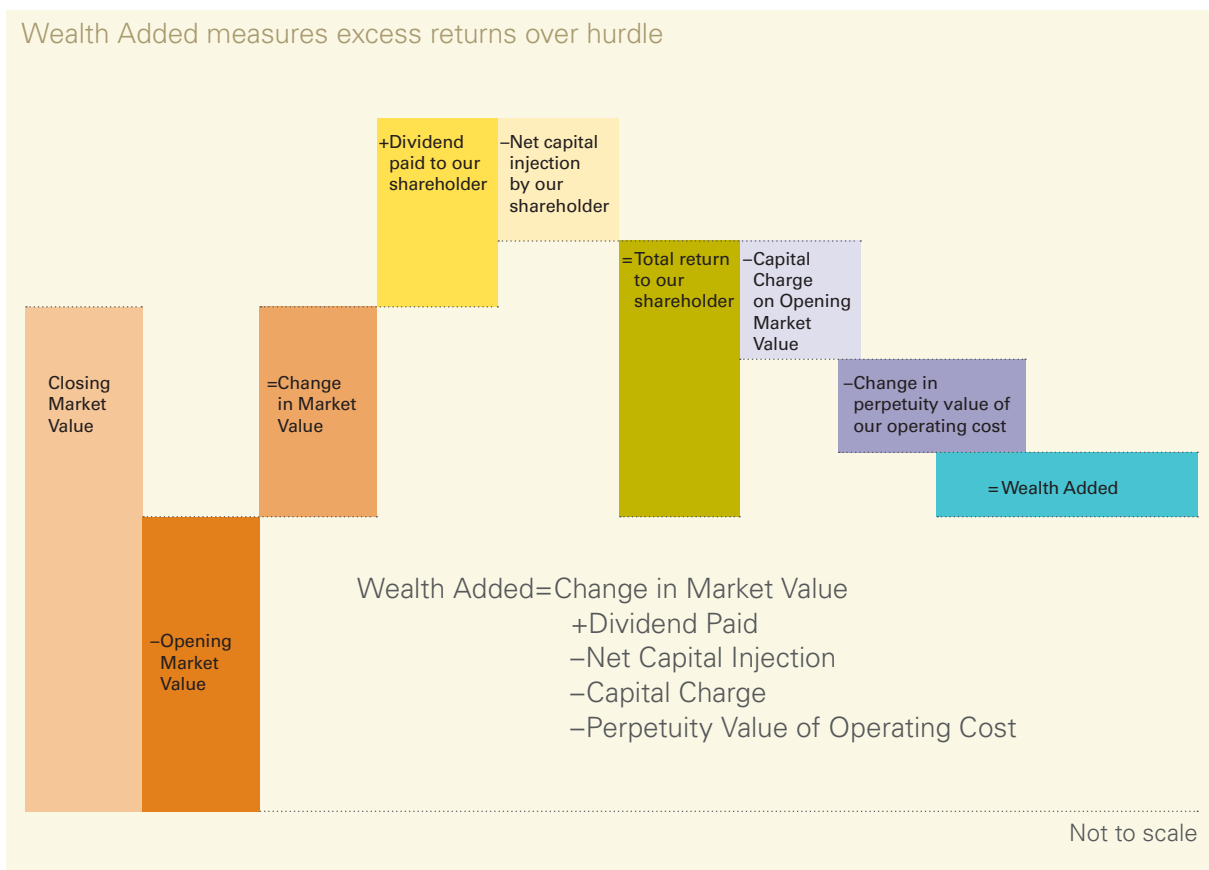 Wealth Added measures excess returns over hurdle
+Dividend
paid to our
shareholder
–Net capital
injection
by our
shareholder
=Total return
to our
shareholder
–Capital
Charge
on Opening
Market
Value
Closing
Market
Value
=Change
in Market
Value
–Change in
perpetuity value of
our operating cost
=Wealth Added
–Opening
Market
Value
Wealth Added=Change in Market Value
+Dividend Paid
–Net Capital Injection
–Capital Charge
–Perpetuity Value of Operating Cost
Not to scale